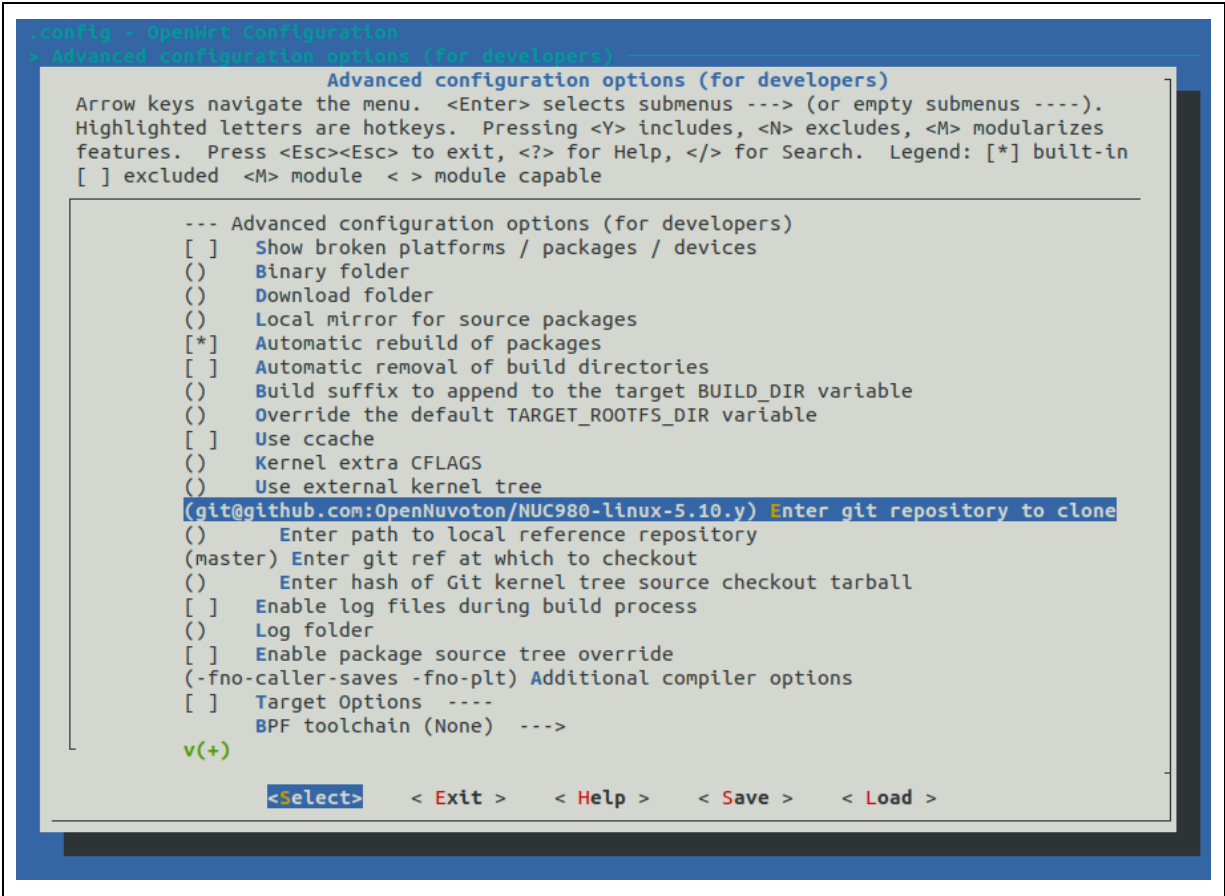 .config - OpenWrt Configuration
> Advanced configuration options (for developers)
Advanced configuration options (for developers)
Arrow keys navigate the menu.  <Enter> selects submenus ---> (or empty submenus ----).
Highlighted letters are hotkeys.  Pressing <Y> includes, <N> excludes, <M> modularizes
features.  Press <Esc><Esc> to exit, <?> for Help, </> for Search.  Legend: [*] built-in
[ ] excluded  <M> module  < > module capable
--- Advanced configuration options (for developers)
[ ]   Show broken platforms / packages / devices
()    Binary folder
()    Download folder
()    Local mirror for source packages
[*]   Automatic rebuild of packages
[ ]   Automatic removal of build directories
()    Build suffix to append to the target BUILD_DIR variable
()    Override the default TARGET_ROOTFS_DIR variable
[ ]   Use ccache
()    Kernel extra CFLAGS
()    Use external kernel tree
(git@github.com:OpenNuvoton/NUC980-linux-5.10.y) Enter git repository to clone
()      Enter path to local reference repository
(master) Enter git ref at which to checkout
()      Enter hash of Git kernel tree source checkout tarball
[ ]   Enable log files during build process
()    Log folder
[ ]   Enable package source tree override
(-fno-caller-saves -fno-plt) Additional compiler options
[ ]   Target Options  ----
BPF toolchain (None)  --->
v(+)
<Select>    < Exit >    < Help >    < Save >    < Load >